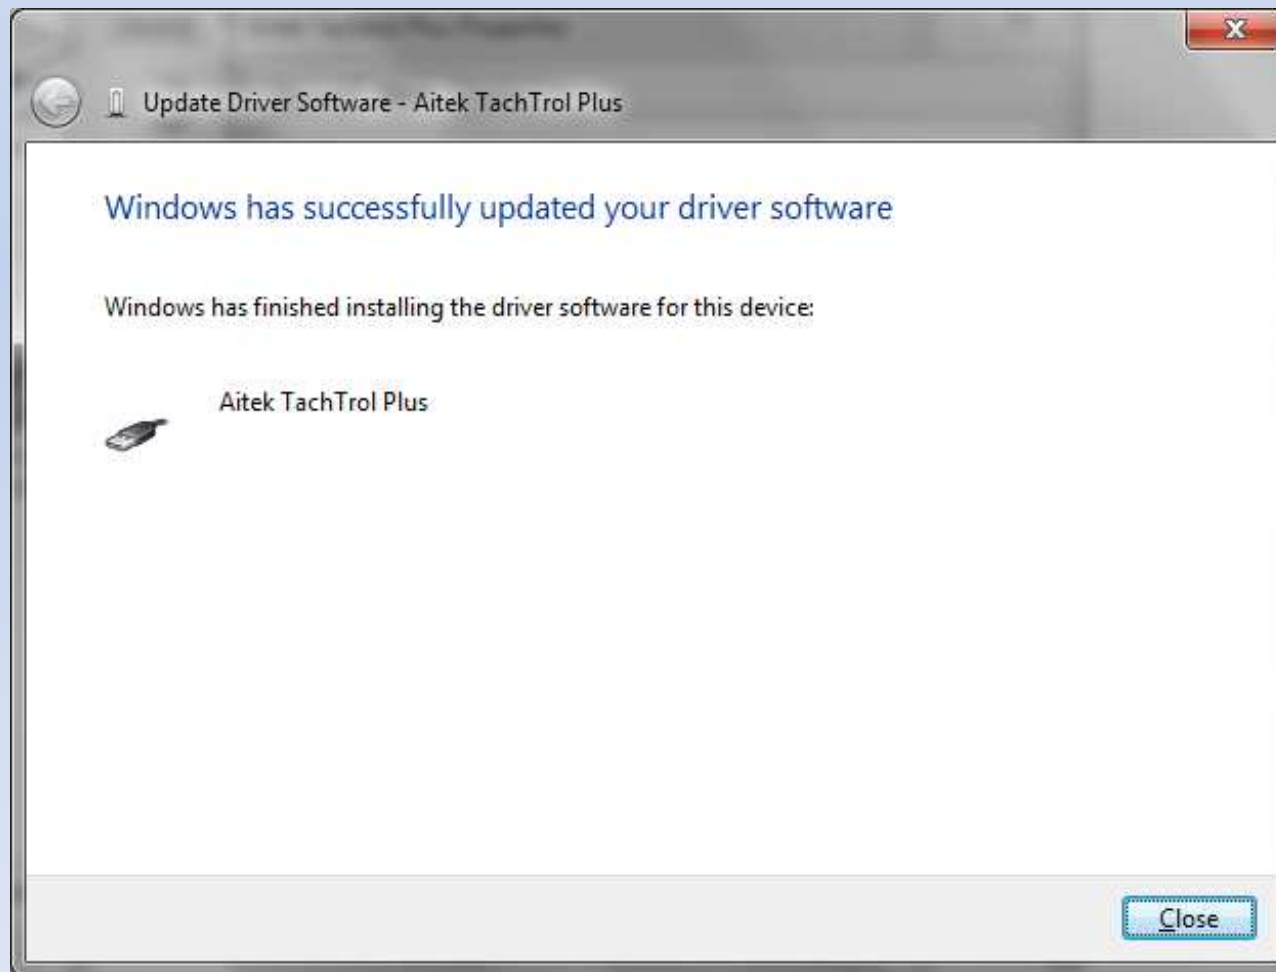 Update Driver Software - Aitek TachTrol Plus
Windows has successfully updated your driver software
Windows has finished installing the driver software for this device:
Aitek TachTrol Plus
Close